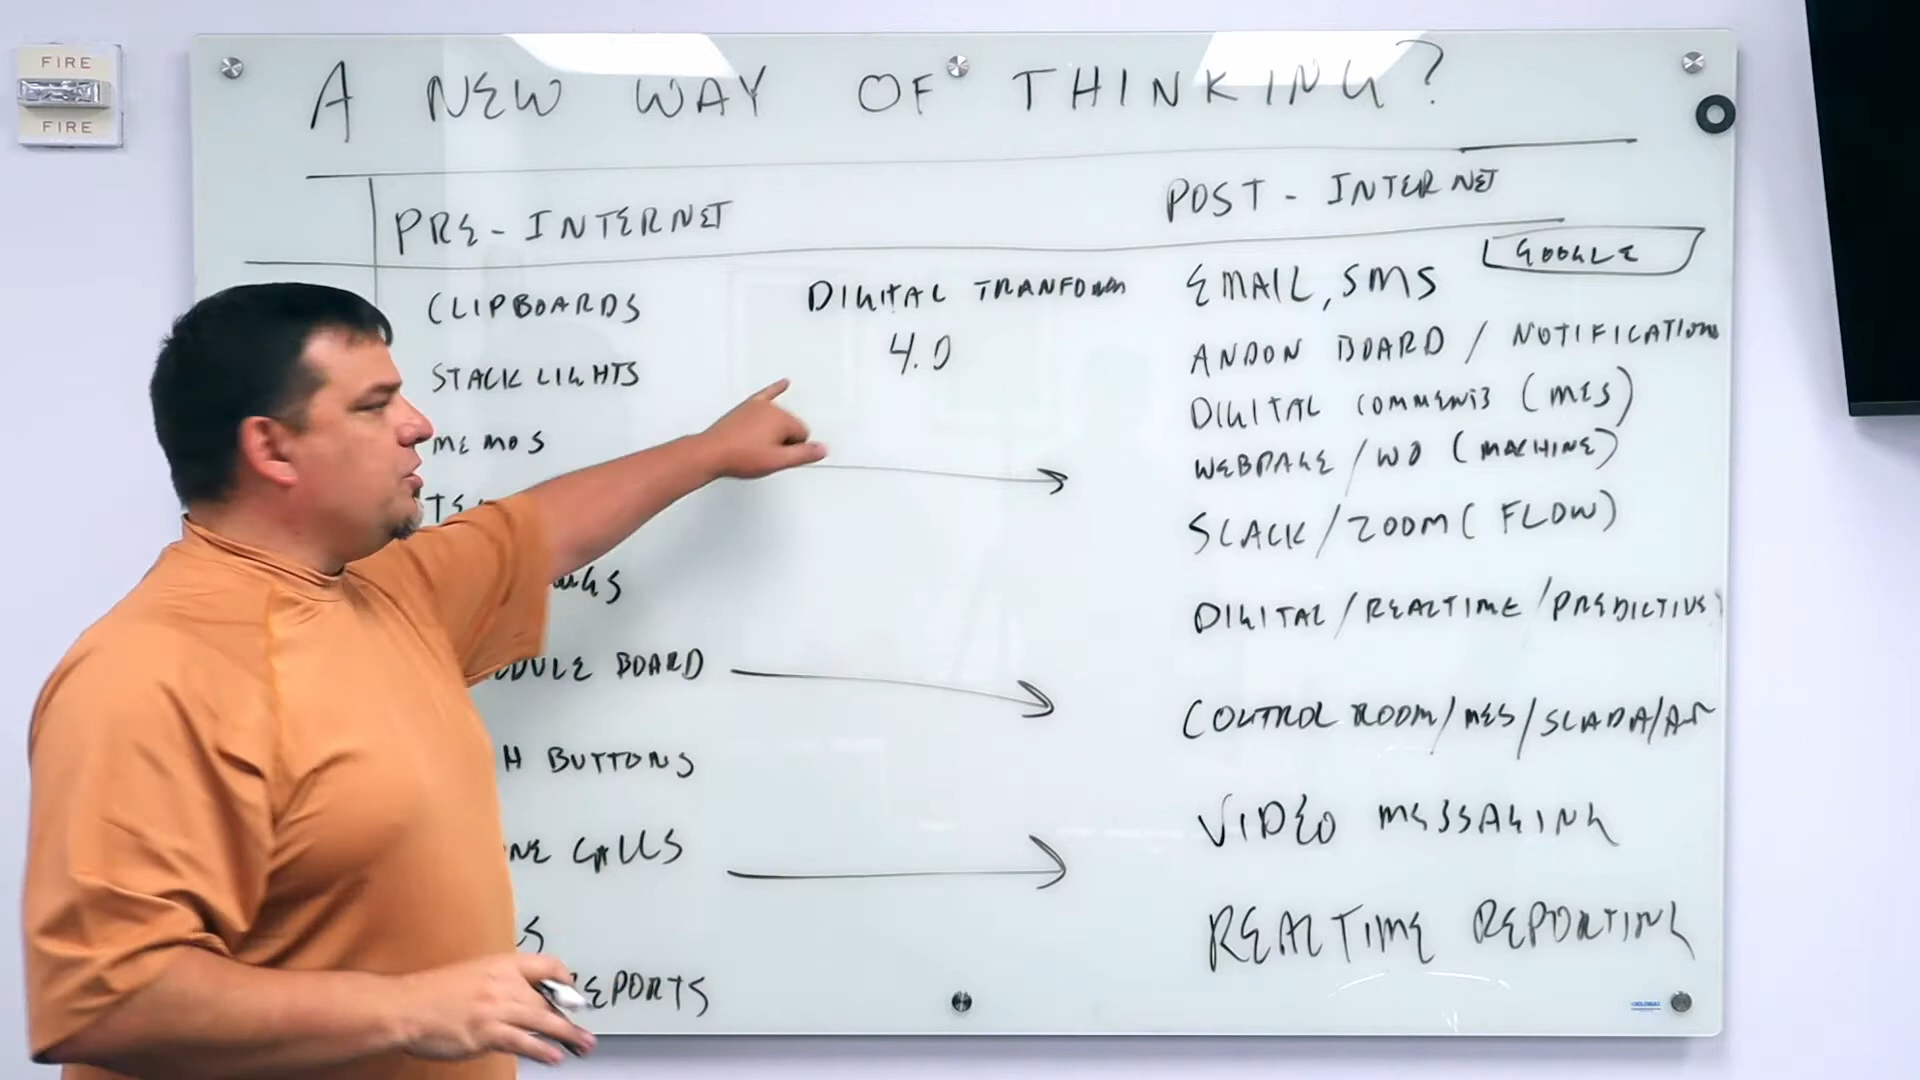 FIRE
FIRE
A NEW WAY OF THINKING?
PRE-INTERNET
POST-INTERNET
GOOGLE
CLIPBOARDS
DIGITAL TRANFORM
4.0
EMAIL, SMS
STACK LIGHTS
ANDON BOARD / NOTIFICATIONS
MEMOS
DIGITAL COMMENTS (MES)
WEBPAGE / WO (MACHINE)
SLACK / ZOOM (FLOW)
DIGITAL / REALTIME / PREDICTIVE
BOARD
CONTROL ROOM / MES / SCADA /
BUTTONS
VIDEO MESSAGING
CALLS
REALTIME REPORTING
REPORTS